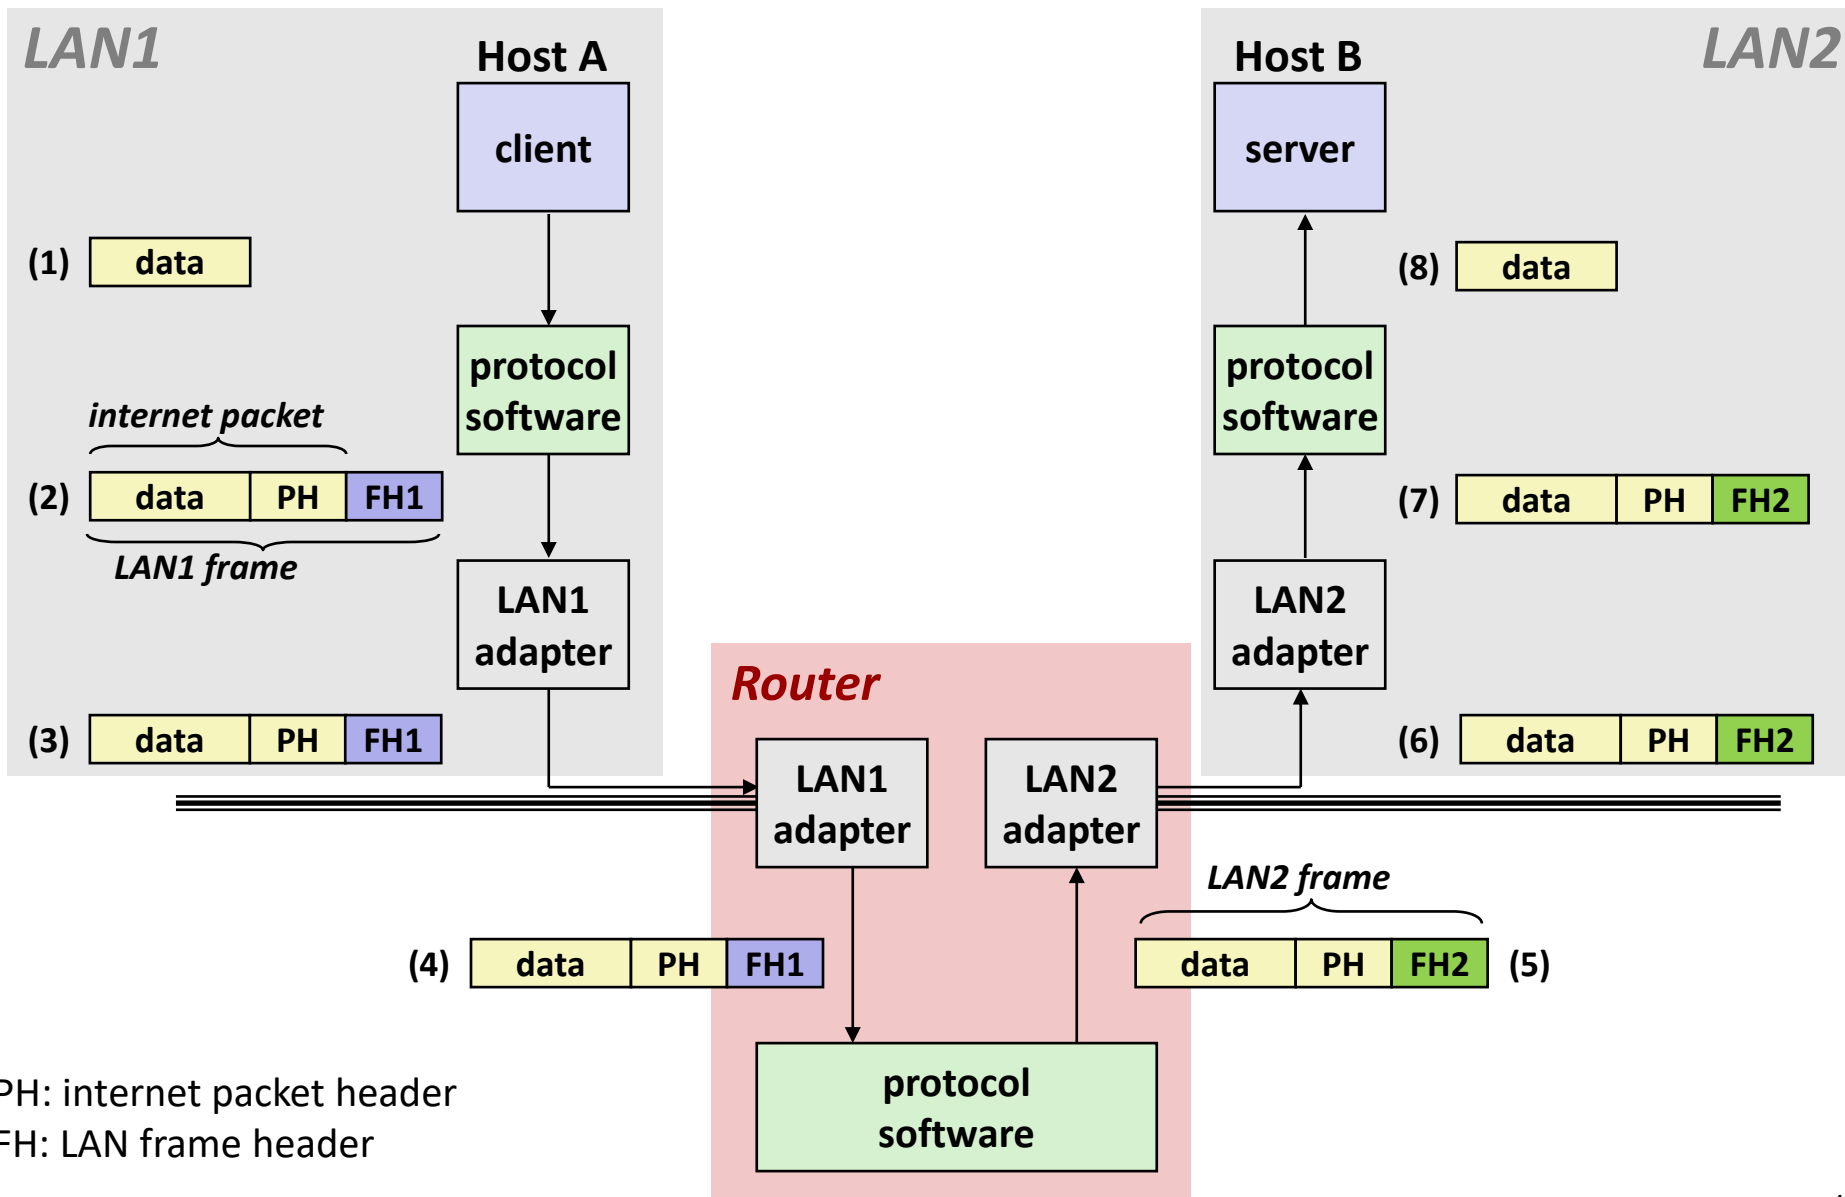 LAN1
Host A
client
(1) data
protocol
software
internet packet
(2) data PH FH1
LAN1 frame
LAN1
adapter
(3) data PH FH1
Router
LAN1
adapter
(4) data PH FH1
protocol
software
LAN2
adapter
LAN2 frame
data PH FH2 (5)
LAN2
Host B
server
(8) data
protocol
software
(7) data PH FH2
LAN2
adapter
(6) data PH FH2
PH: internet packet header
FH: LAN frame header